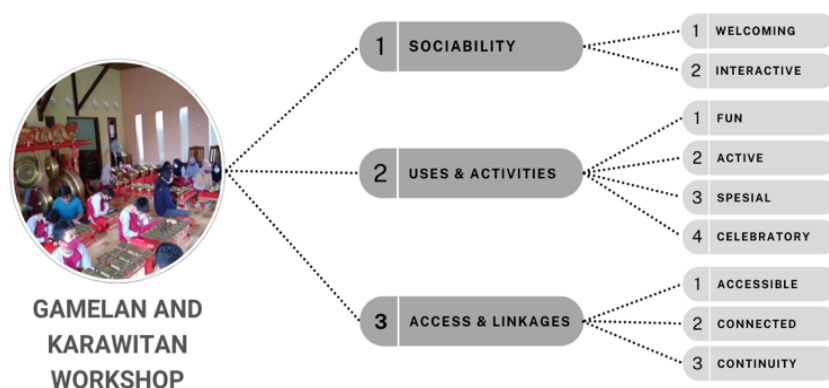 GAMELAN AND
KARAWITAN
WORKSHOP
1 SOCIABILITY
1 WELCOMING
2 INTERACTIVE
2 USES & ACTIVITIES
1 FUN
2 ACTIVE
3 SPESIAL
4 CELEBRATORY
3 ACCESS & LINKAGES
1 ACCESSIBLE
2 CONNECTED
3 CONTINUITY